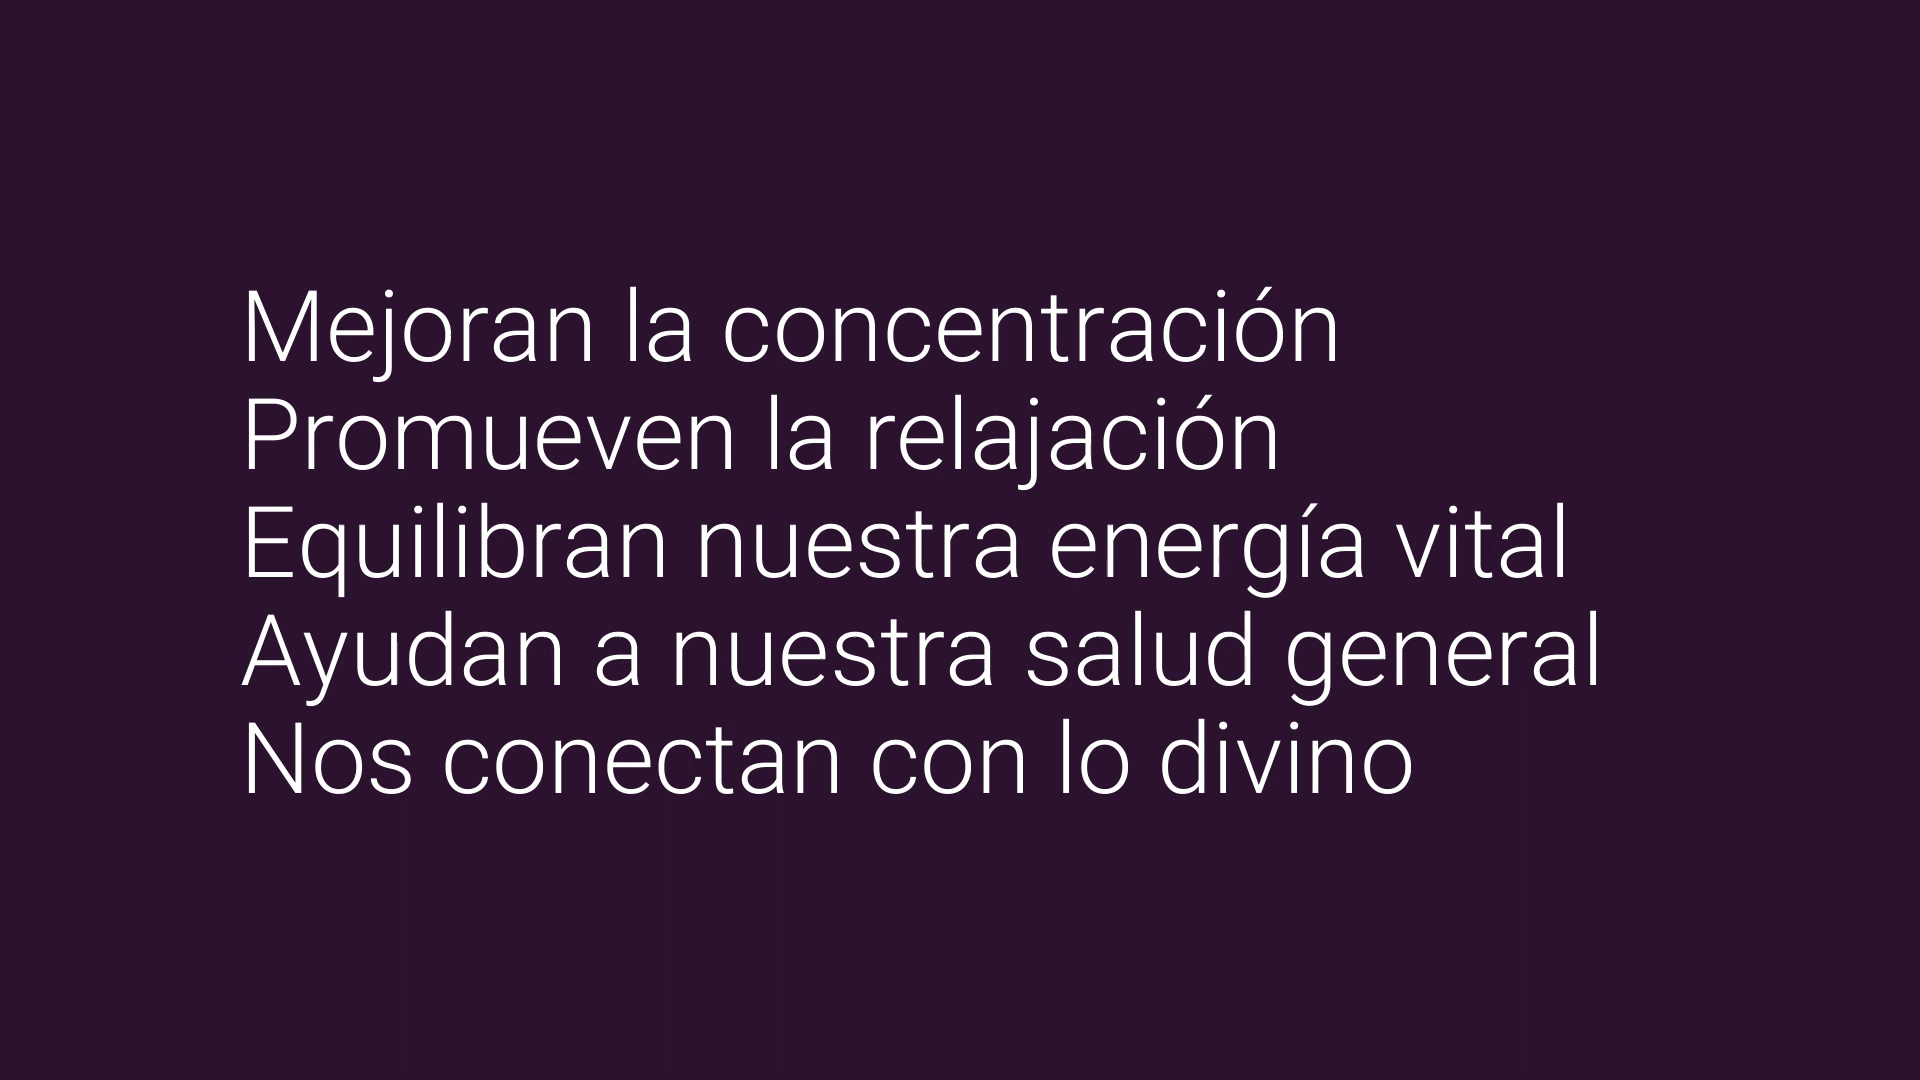 Mejoran la concentración
Promueven la relajación
Equilibran nuestra energía vital
Ayudan a nuestra salud general
Nos conectan con lo divino